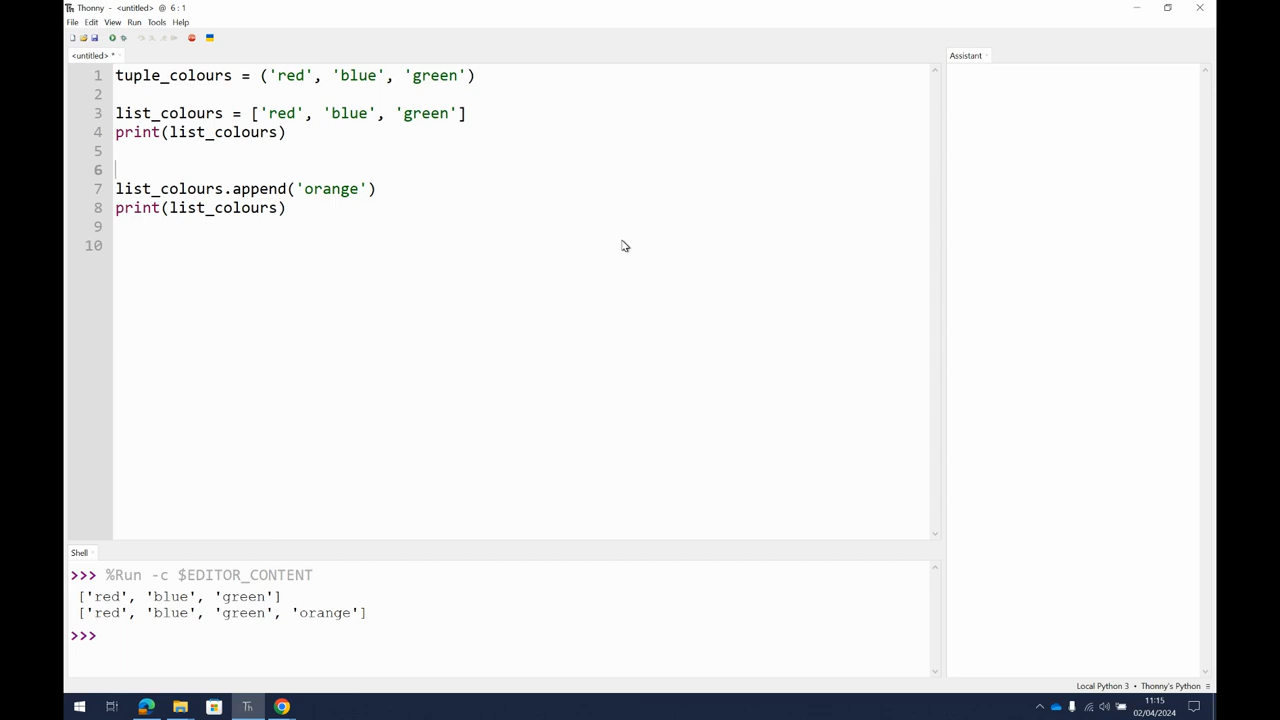 Th Thonny - <untitled> @ 6 : 1
File Edit View Run Tools Help
<untitled> *
Assistant
1 tuple_colours = ('red', 'blue', 'green')
2
3 list_colours = ['red', 'blue', 'green']
4 print(list_colours)
5
6
7 list_colours.append('orange')
8 print(list_colours)
9
10
Shell
>>> %Run -c $EDITOR_CONTENT
['red', 'blue', 'green']
['red', 'blue', 'green', 'orange']
>>>
Local Python 3 • Thonny's Python ≡
Th
11:15
02/04/2024